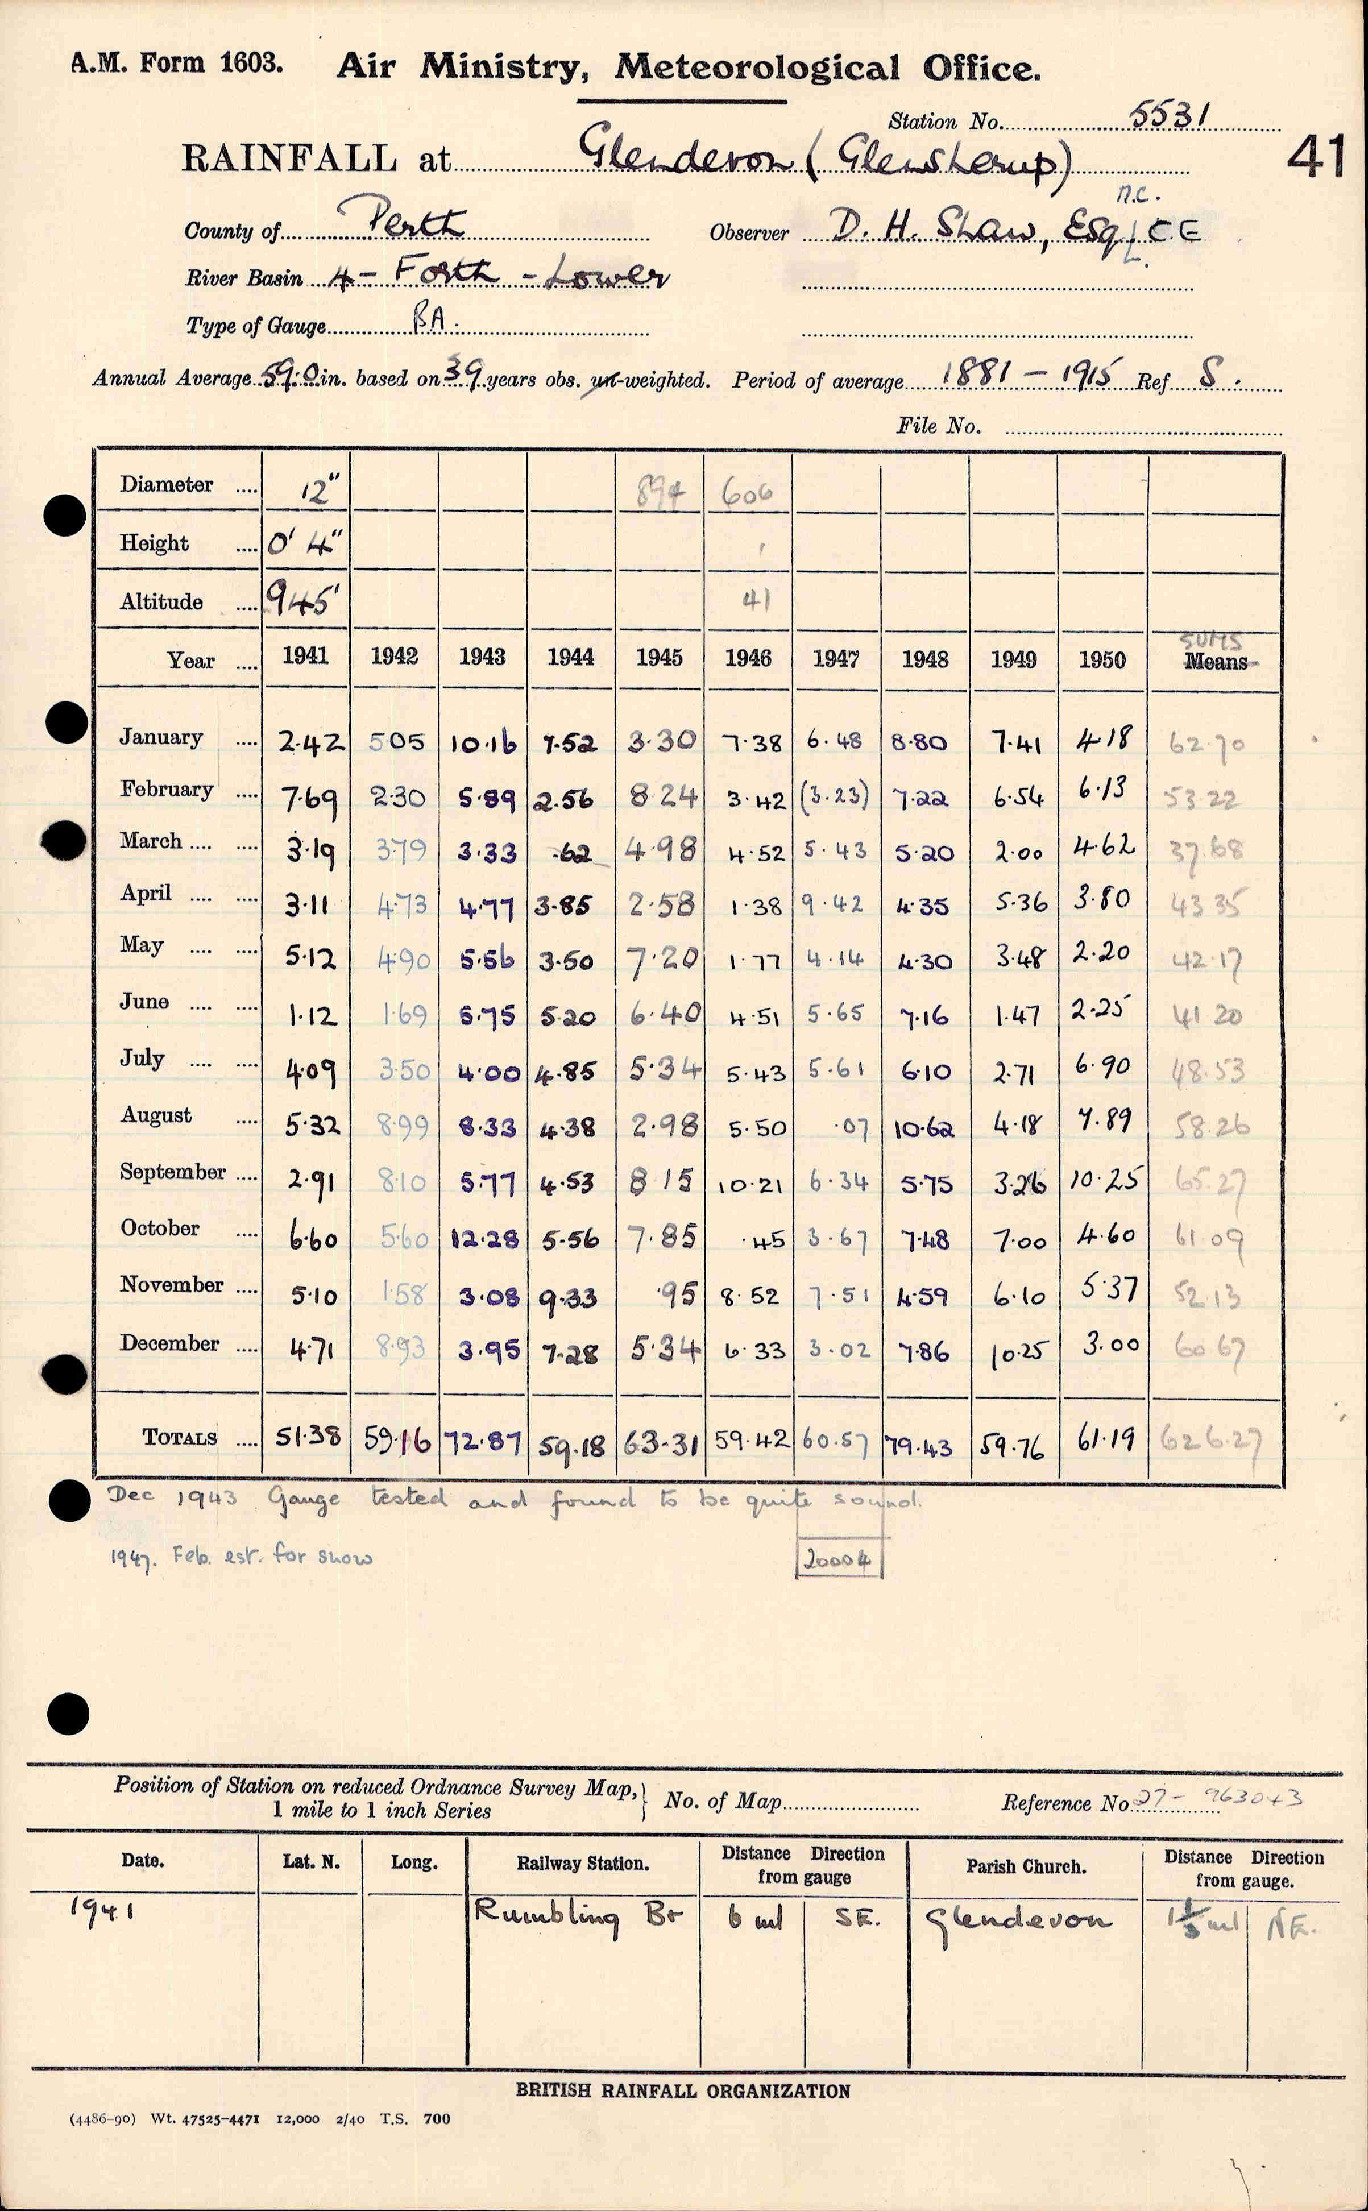 A.M. Form 1603. Air Ministry, Meteorological Office.
Station No. 5531
RAINFALL at Glendevon (Glensherup) 41
County of Perth Observer D. H. Shaw, Esq., C E
River Basin 4 - Forth - Lower
Type of Gauge BA.
Annual Average 59.0 in. based on 39 years obs. un-weighted. Period of average 1881 - 1915 Ref S.
File No.
Diameter .... 12" 894 606
Height .... 0' 4"
Altitude .... 945' 41
SUMS
Year .... 1941 1942 1943 1944 1945 1946 1947 1948 1949 1950 Means
January .... 2.42 5.05 10.16 7.52 3.30 7.38 6.48 8.80 7.41 4.18 62.70
February .... 7.69 2.30 5.89 2.56 8.24 3.42 (3.23) 7.22 6.54 6.13 53.22
March .... .... 3.19 3.79 3.33 .62 4.98 4.52 5.43 5.20 2.00 4.62 37.68
April .... .... 3.11 4.73 4.77 3.85 2.58 1.38 9.42 4.35 5.36 3.80 43.35
May .... .... 5.12 4.90 5.56 3.50 7.20 1.77 4.14 4.30 3.48 2.20 42.17
June .... .... 1.12 1.69 5.75 5.20 6.40 4.51 5.65 7.16 1.47 2.25 41.20
July .... .... 4.09 3.50 4.00 4.85 5.34 5.43 5.61 6.10 2.71 6.90 48.53
August .... 5.32 8.99 8.33 4.38 2.98 5.50 .07 10.62 4.18 7.89 58.26
September .... 2.91 8.10 5.77 4.53 8.15 10.21 6.34 5.75 3.26 10.25 65.27
October .... 6.60 5.60 12.28 5.56 7.85 .45 3.67 7.48 7.00 4.60 61.09
November .... 5.10 1.58 3.08 9.33 .95 8.52 7.51 4.59 6.10 5.37 52.13
December .... 4.71 8.93 3.95 7.28 5.34 6.33 3.02 7.86 10.25 3.00 60.67
TOTALS .... 51.38 59.16 72.87 59.18 63.31 59.42 60.57 79.43 59.76 61.19 626.27
Dec 1943 Gauge tested and found to be quite sound.
1947. Feb. est. for snow 20004
Position of Station on reduced Ordnance Survey Map, 1 mile to 1 inch Series } No. of Map Reference No. 27 - 963043
Date. Lat. N. Long. Railway Station. Distance Direction from gauge Parish Church. Distance Direction from gauge.
1941 Rumbling Br 6 ml SE. Glendevon ml NE.
BRITISH RAINFALL ORGANIZATION
(4486-90) Wt. 47525-4471 12,000 2/40 T.S. 700